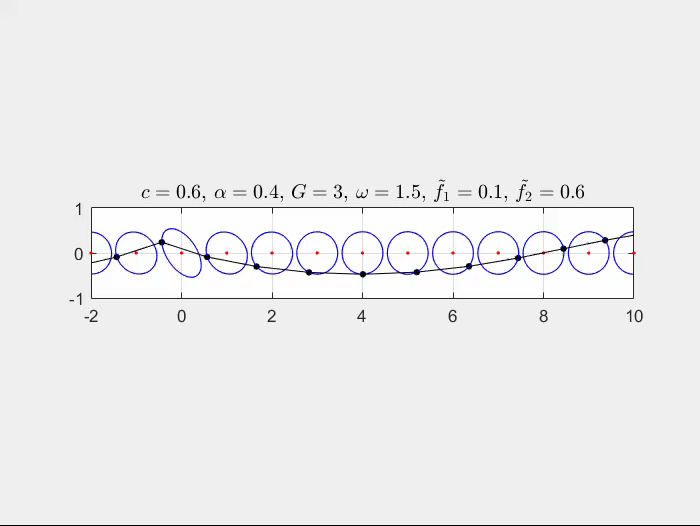 c = 0.6, α = 0.4, G = 3, ω = 1.5, f̃₁ = 0.1, f̃₂ = 0.6
1
0
-1
-2 0 2 4 6 8 10